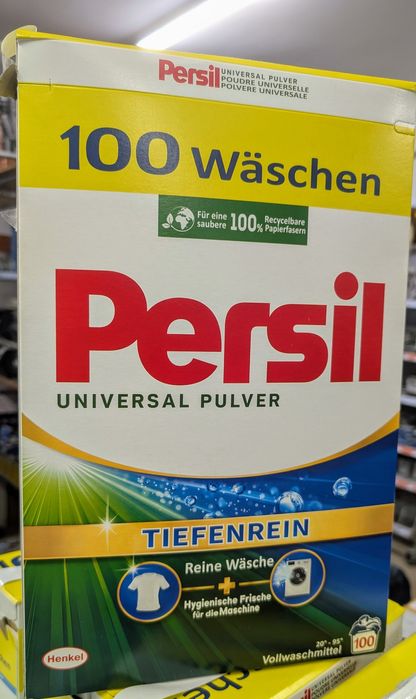 Persil UNIVERSAL PULVER
POUDRE UNIVERSELLE
POLVERE UNIVERSALE
100 Wäschen
Für eine
saubere
100%
Recycelbare
Papierfasern
Persil
UNIVERSAL PULVER
TIEFENREIN
Reine Wäsche
+
Hygienische Frische
für die Maschine
Henkel
20° - 95°
Vollwaschmittel
100